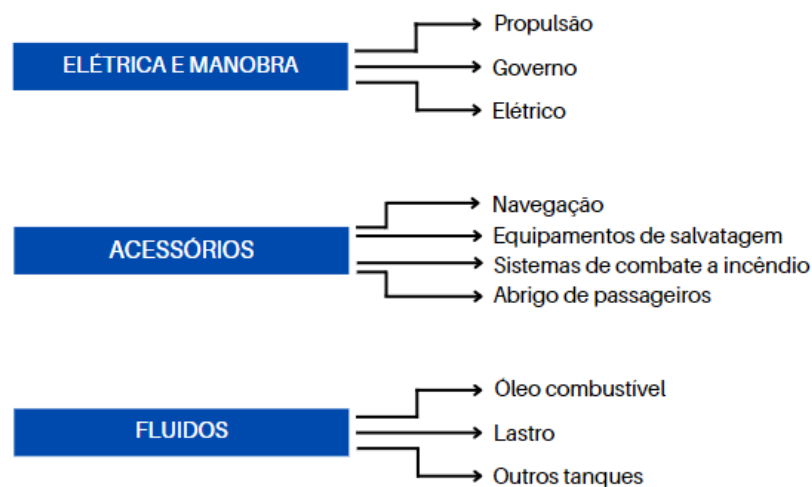 ELÉTRICA E MANOBRA
Propulsão
Governo
Elétrico
ACESSÓRIOS
Navegação
Equipamentos de salvatagem
Sistemas de combate a incêndio
Abrigo de passageiros
FLUIDOS
Óleo combustível
Lastro
Outros tanques